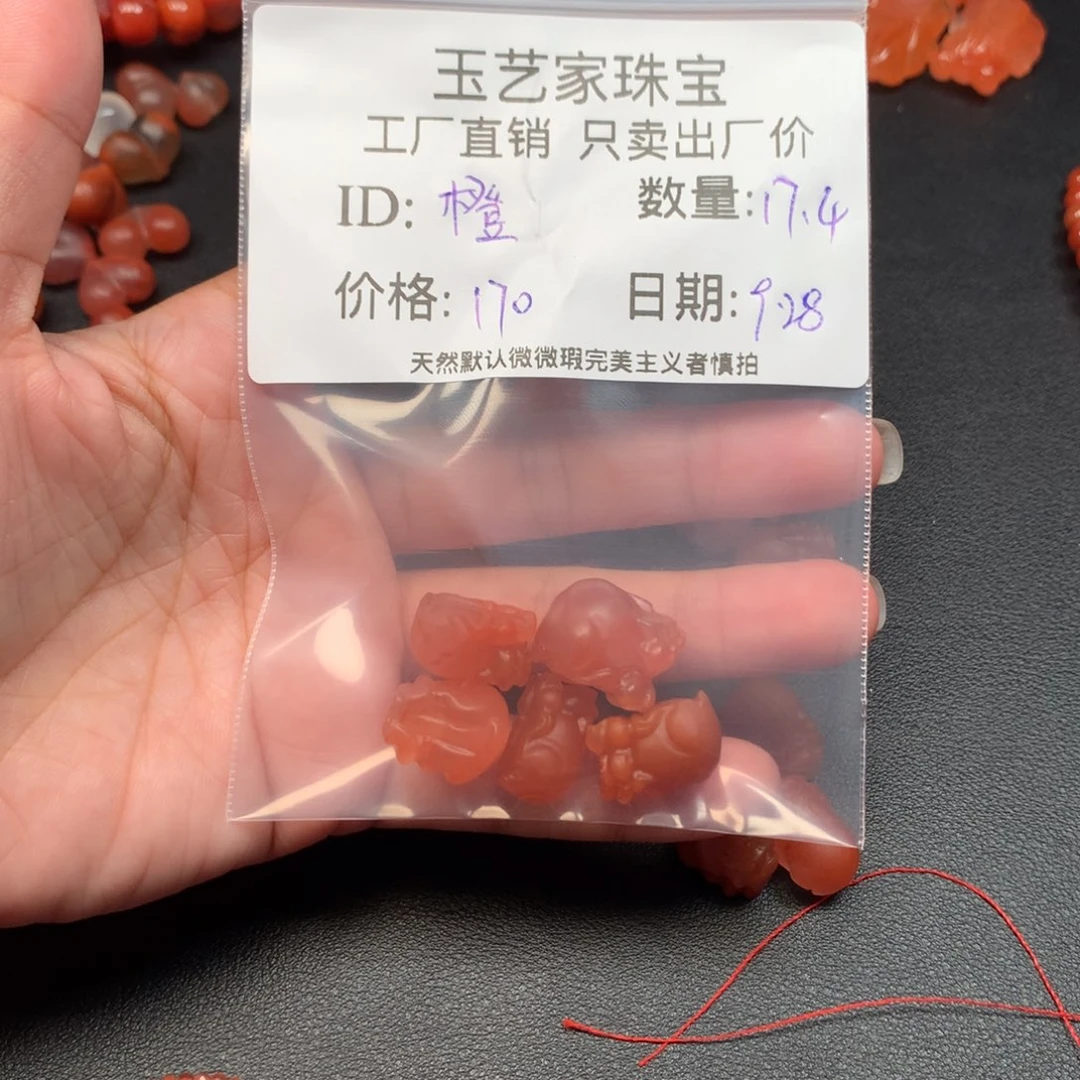 玉艺家珠宝
工厂直销 只卖出厂价
ID: 橙 数量:17.4
价格: 170 日期:9.28
天然默认微微瑕完美主义者慎拍